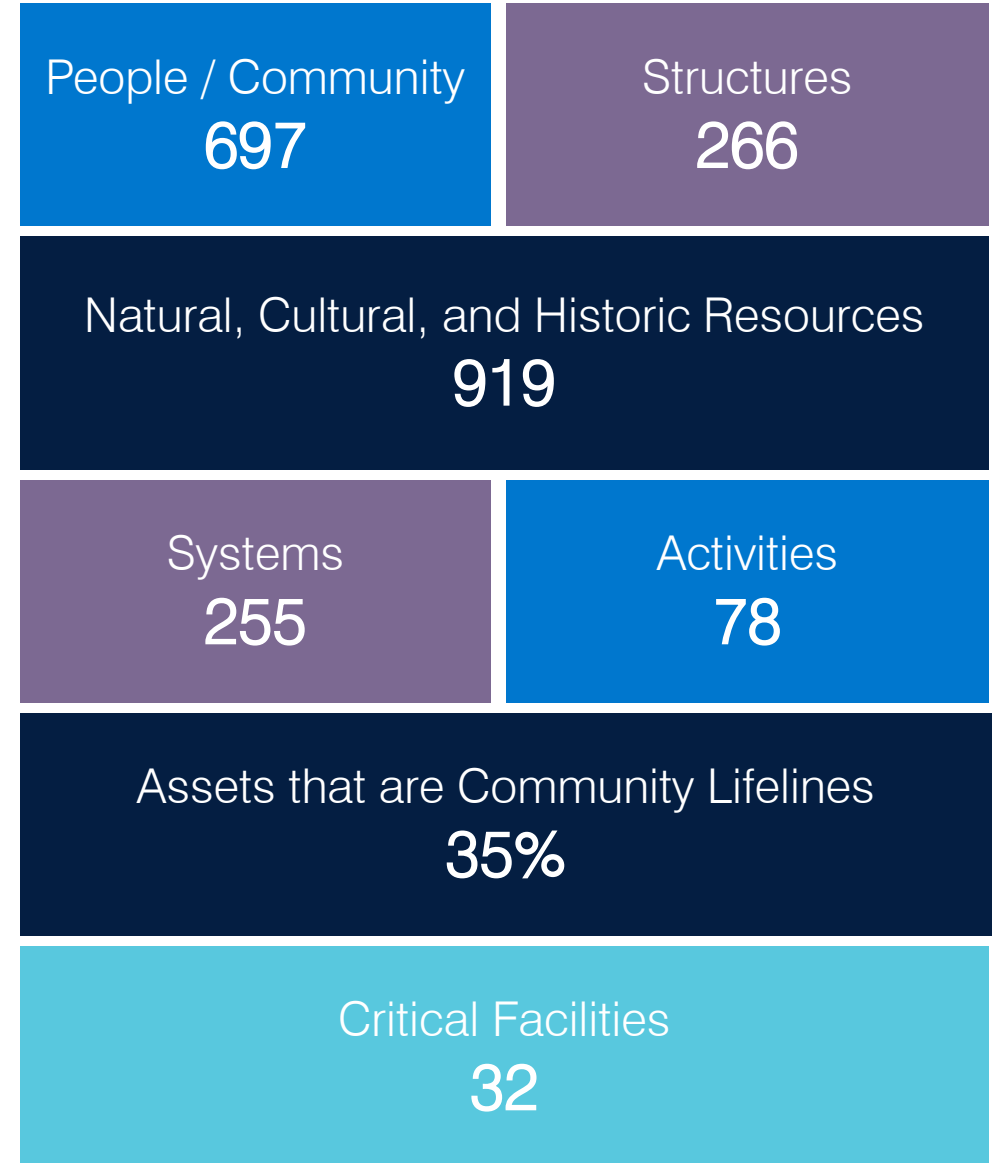 People / Community
697
Structures
266
Natural, Cultural, and Historic Resources
919
Systems
255
Activities
78
Assets that are Community Lifelines
35%
Critical Facilities
32